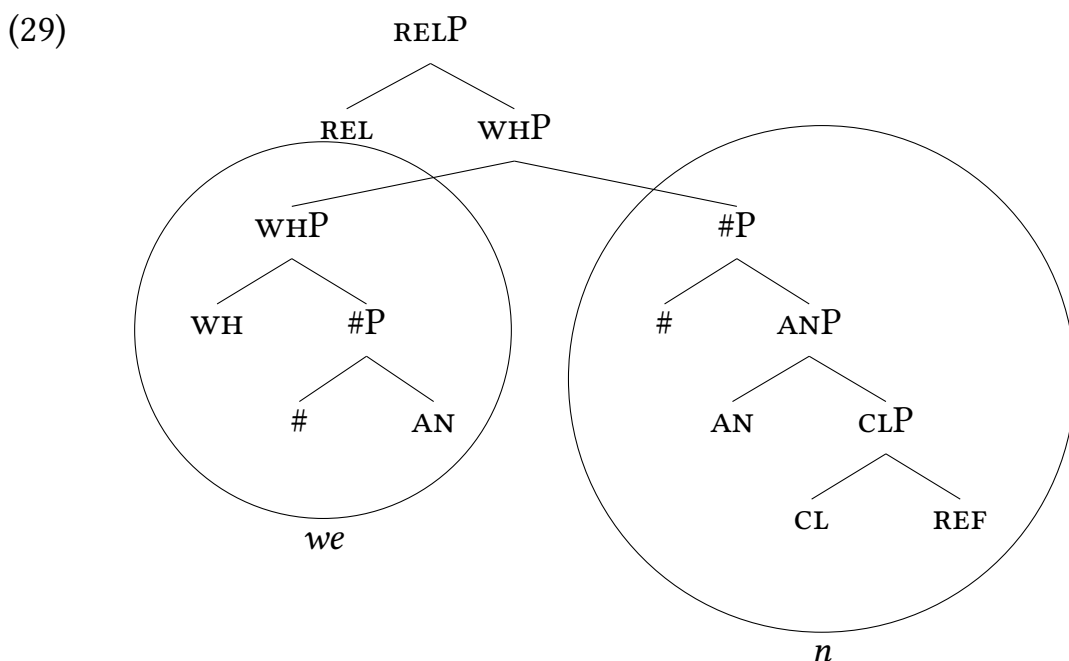 (29)
RELP
REL WHP
WHP #P
WH #P # ANP
# AN AN CLP
CL REF
we
n